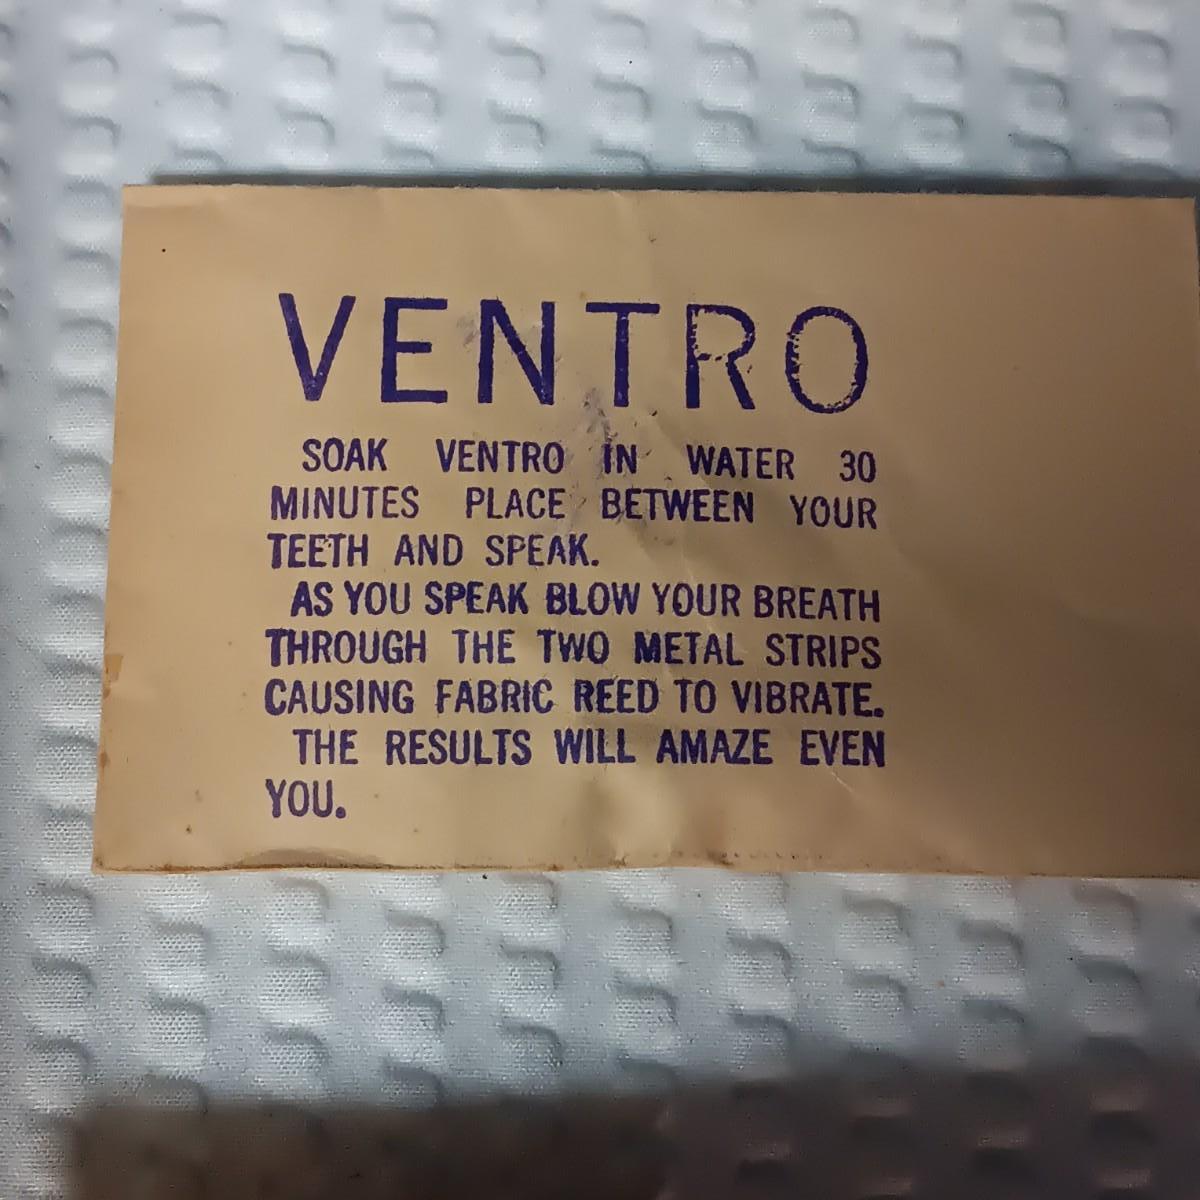 VENTRO
SOAK VENTRO IN WATER 30
MINUTES PLACE BETWEEN YOUR
TEETH AND SPEAK.
AS YOU SPEAK BLOW YOUR BREATH
THROUGH THE TWO METAL STRIPS
CAUSING FABRIC REED TO VIBRATE.
THE RESULTS WILL AMAZE EVEN
YOU.